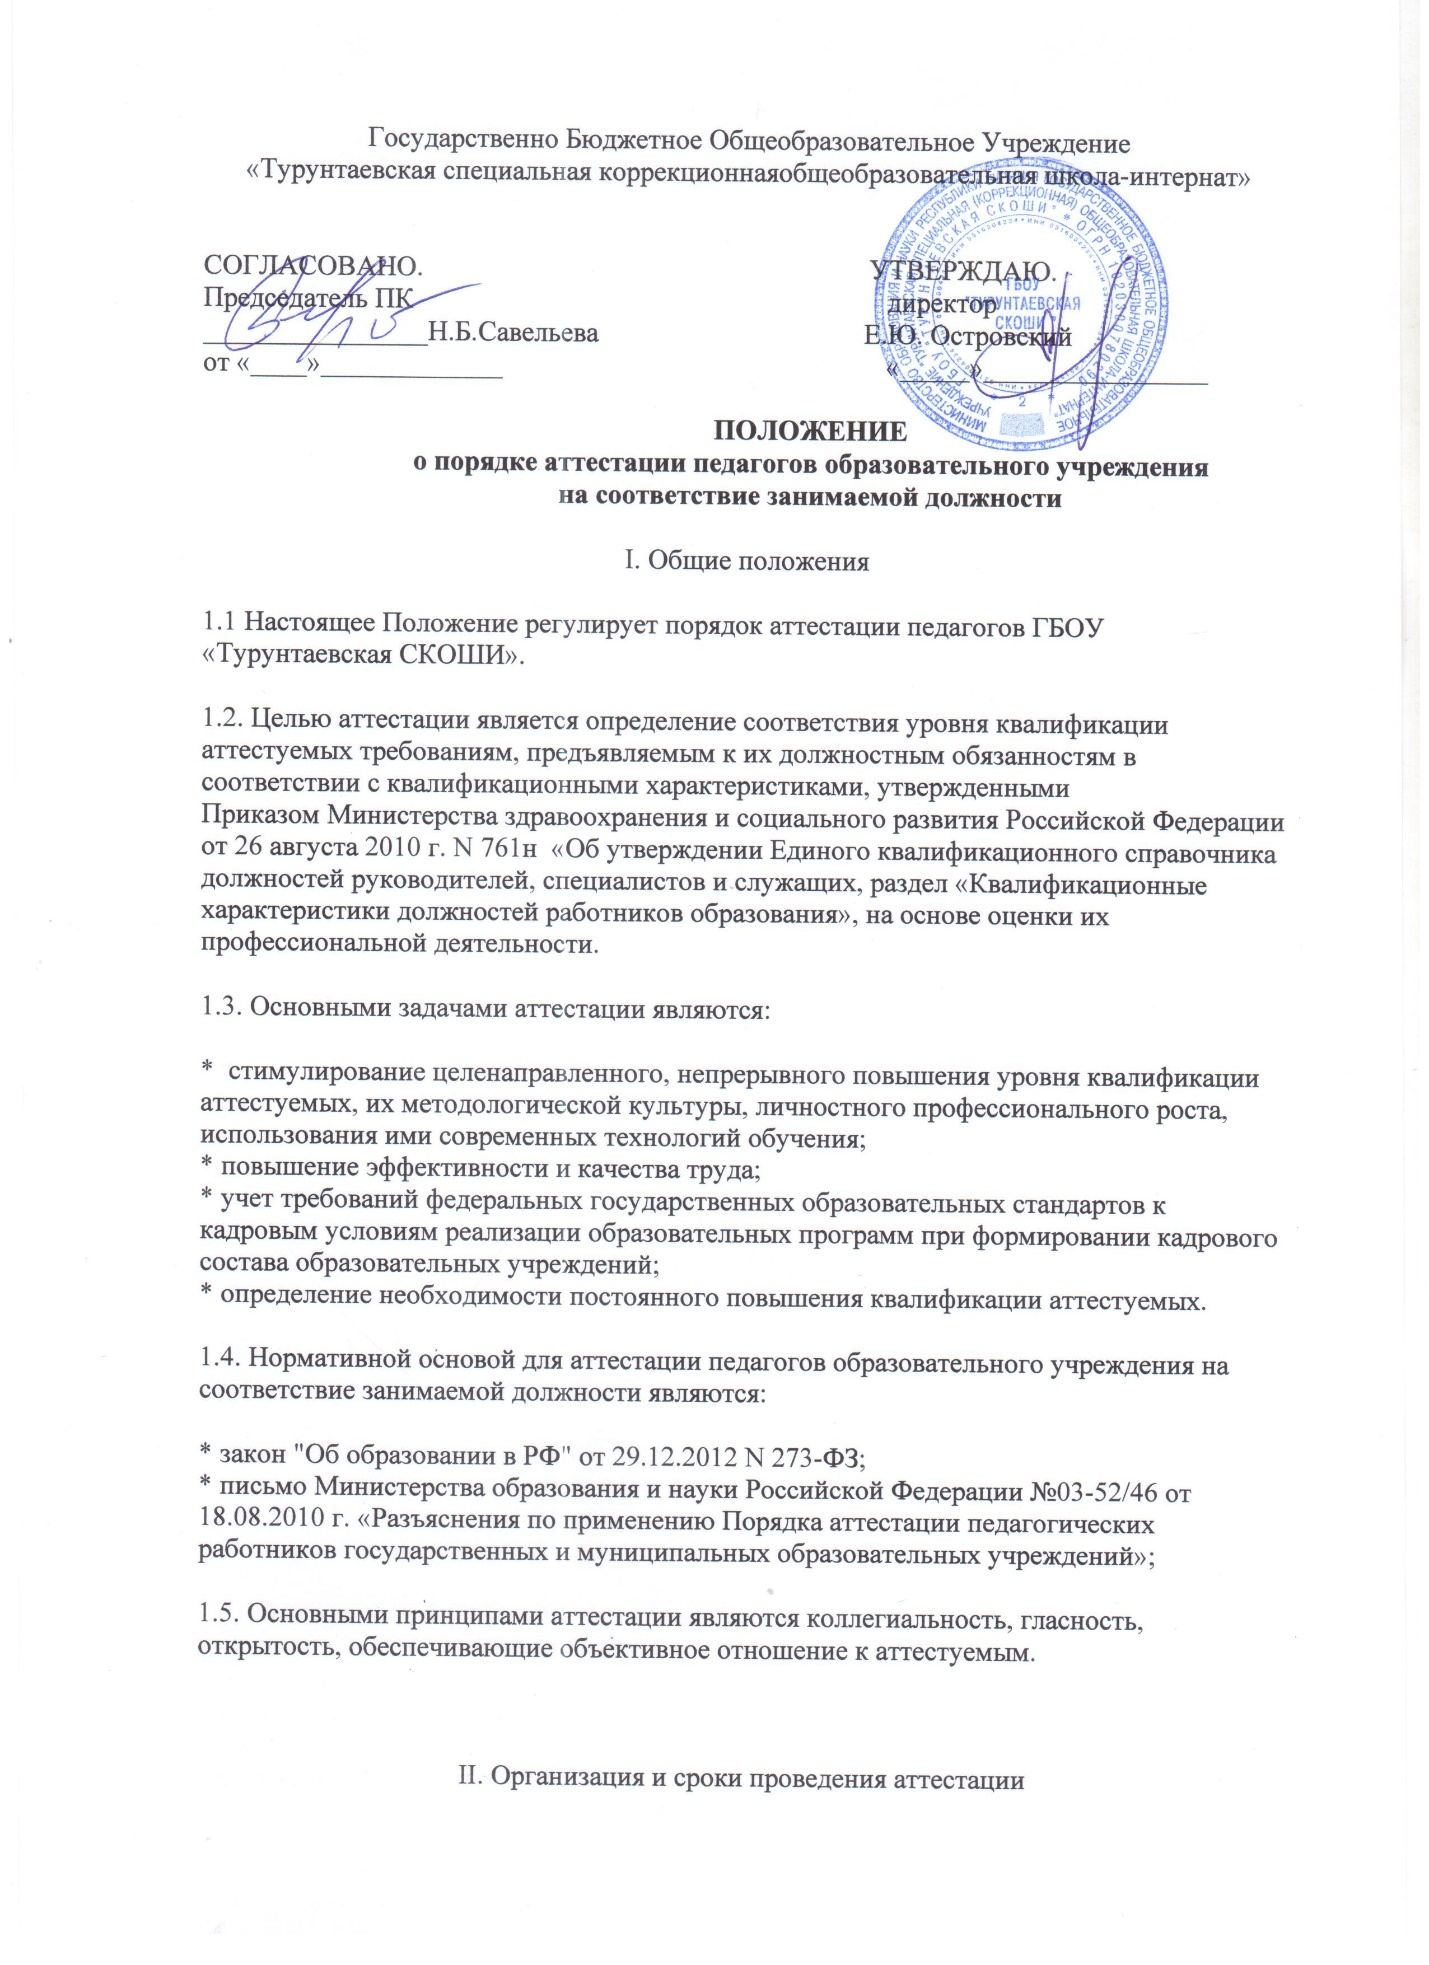 Государственно Бюджетное Общеобразовательное Учреждение
«Турунтаевская специальная коррекционнаяобщеобразовательная школа-интернат»
СОГЛАСОВАНО.
Председатель ПК
________________Н.Б.Савельева
от «____»_____________
УТВЕРЖДАЮ.
директор
Е.Ю. Островский
«_____»________________
ГБОУ
"ТУРУНТАЕВСКАЯ
СКОШИ"
* 2 *
ПОЛОЖЕНИЕ
о порядке аттестации педагогов образовательного учреждения
на соответствие занимаемой должности
I. Общие положения
1.1 Настоящее Положение регулирует порядок аттестации педагогов ГБОУ
«Турунтаевская СКОШИ».
1.2. Целью аттестации является определение соответствия уровня квалификации
аттестуемых требованиям, предъявляемым к их должностным обязанностям в
соответствии с квалификационными характеристиками, утвержденными
Приказом Министерства здравоохранения и социального развития Российской Федерации
от 26 августа 2010 г. N 761н  «Об утверждении Единого квалификационного справочника
должностей руководителей, специалистов и служащих, раздел «Квалификационные
характеристики должностей работников образования», на основе оценки их
профессиональной деятельности.
1.3. Основными задачами аттестации являются:
*  стимулирование целенаправленного, непрерывного повышения уровня квалификации
аттестуемых, их методологической культуры, личностного профессионального роста,
использования ими современных технологий обучения;
* повышение эффективности и качества труда;
* учет требований федеральных государственных образовательных стандартов к
кадровым условиям реализации образовательных программ при формировании кадрового
состава образовательных учреждений;
* определение необходимости постоянного повышения квалификации аттестуемых.
1.4. Нормативной основой для аттестации педагогов образовательного учреждения на
соответствие занимаемой должности являются:
* закон "Об образовании в РФ" от 29.12.2012 N 273-ФЗ;
* письмо Министерства образования и науки Российской Федерации №03-52/46 от
18.08.2010 г. «Разъяснения по применению Порядка аттестации педагогических
работников государственных и муниципальных образовательных учреждений»;
1.5. Основными принципами аттестации являются коллегиальность, гласность,
открытость, обеспечивающие объективное отношение к аттестуемым.
II. Организация и сроки проведения аттестации